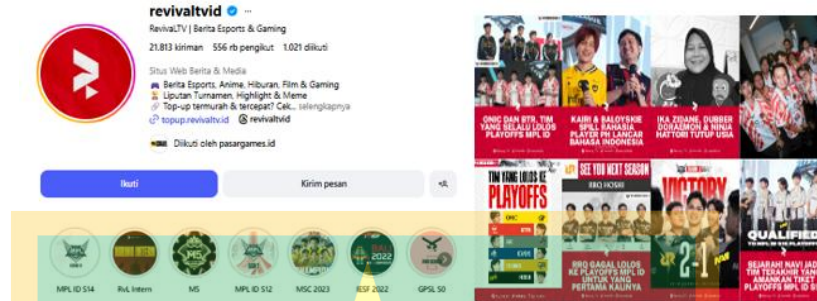 revivaltvid
RevivaLTV | Berita Esports & Gaming
21.813 kiriman 556 rb pengikut 1.021 diikuti
Situs Web Berita & Media
Berita Esports, Anime, Hiburan, Film & Gaming
Liputan Turnamen, Highlight & Meme
Top-up termurah & tercepat? Cek... selengkapnya
topup.revivaltv.id revivaltvid
Diikuti oleh pasargames.id
Ikuti Kirim pesan
MPL ID S14 RvL Intern M5 MPL ID S12 MSC 2023 IESF 2022 GPSL S0
ONIC DAN BTR, TIM
YANG SELALU LOLOS
PLAYOFFS MPL ID
KAIRI & BALOYSKIE
SPILL RAHASIA
PLAYER PH LANCAR
BAHASA INDONESIA
IKA ZIDANE, DUBBER
DORAEMON & NINJA
HATTORI TUTUP USIA
TIM YANG LOLOS KE
PLAYOFFS
SEE YOU NEXT SEASON
RRQ HOSHI
RRQ GAGAL LOLOS
KE PLAYOFFS MPL ID
UNTUK YANG
PERTAMA KALINYA
VICTORY
2-1
QUALIFIED
SEJARAH! NAVI JADI
TIM TERAKHIR YANG
AMANKAN TIKET
PLAYOFFS MPL ID